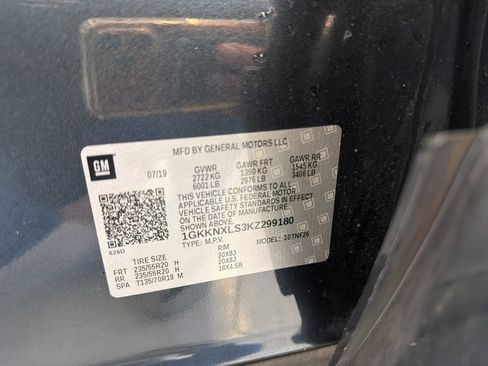 GM
MFD BY GENERAL MOTORS LLC
07/19 GVWR GAWR FRT GAWR RR
2722 KG 1350 KG 1545 KG
6001 LB 2976 LB 3406 LB
THIS VEHICLE CONFORMS TO ALL
APPLICABLE U.S. FEDERAL MOTOR
VEHICLE SAFETY STANDARDS IN
EFFECT ON THE DATE OF MANUFACTURE
SHOWN ABOVE.
1GKKNXLS3KZ299180
626D TYPE: M.P.V. MODEL: 3.0TNF26
TIRE SIZE RIM
FRT 235/55R20 H 20X8J
RR 235/55R20 H 20X8J
SPA T135/70R18 M 18X4.5B